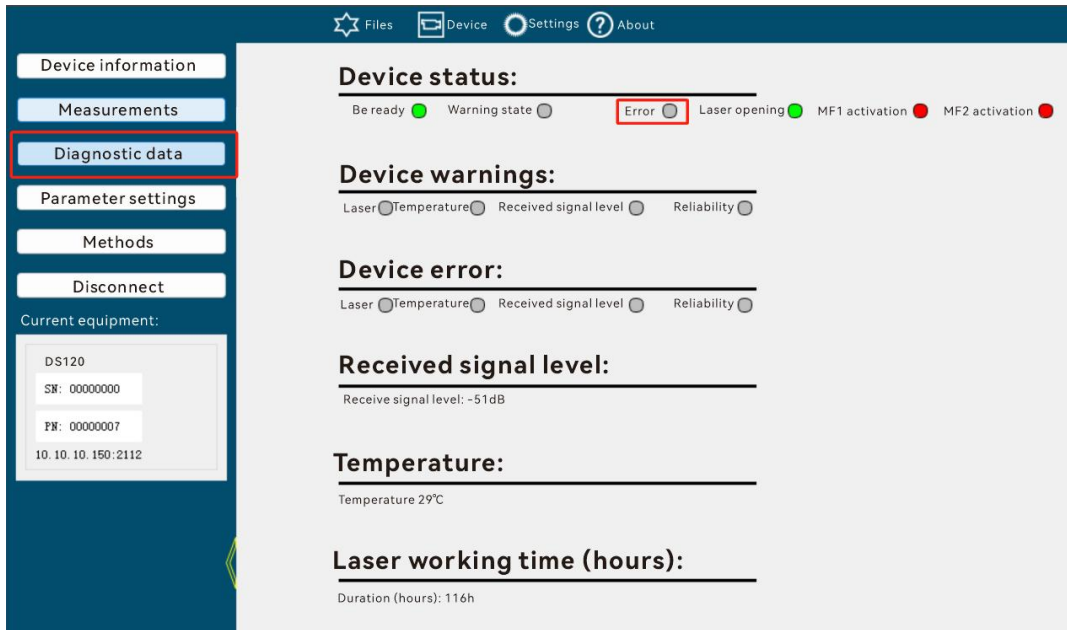 Files Device Settings ? About
Device information
Measurements
Diagnostic data
Parameter settings
Methods
Disconnect
Current equipment:
DS120
SN: 00000000
PN: 00000007
10.10.10.150:2112
Device status:
Be ready Warning state Error Laser opening MF1 activation MF2 activation
Device warnings:
Laser Temperature Received signal level Reliability
Device error:
Laser Temperature Received signal level Reliability
Received signal level:
Receive signal level: -51dB
Temperature:
Temperature 29℃
Laser working time (hours):
Duration (hours): 116h